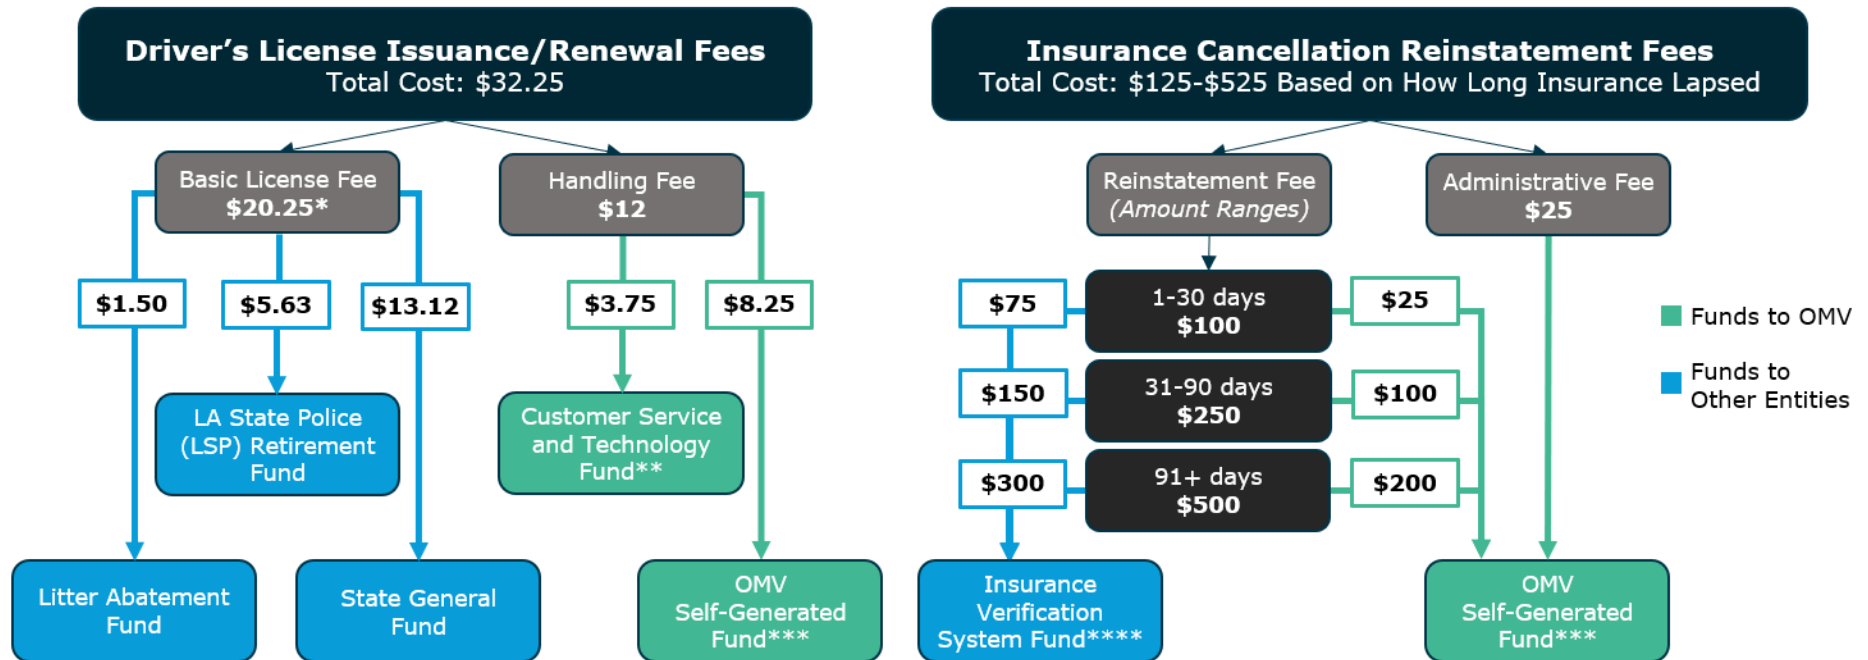 Driver’s License Issuance/Renewal Fees
Total Cost: $32.25
Basic License Fee
$20.25*
Handling Fee
$12
$1.50
$5.63
$13.12
$3.75
$8.25
LA State Police
(LSP) Retirement
Fund
Customer Service
and Technology
Fund**
Litter Abatement
Fund
State General
Fund
OMV
Self-Generated
Fund***
Insurance Cancellation Reinstatement Fees
Total Cost: $125-$525 Based on How Long Insurance Lapsed
Reinstatement Fee
(Amount Ranges)
Administrative Fee
$25
$75
1-30 days
$100
$25
$150
31-90 days
$250
$100
$300
91+ days
$500
$200
Insurance
Verification
System Fund****
OMV
Self-Generated
Fund***
Funds to OMV
Funds to
Other Entities